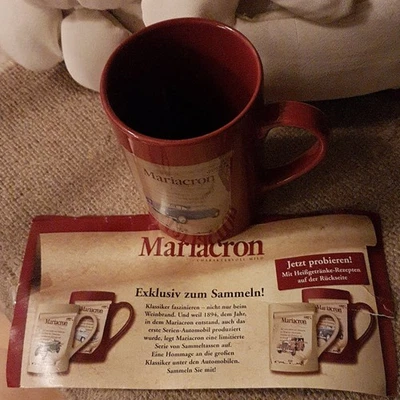 Mariacron
Mariacron
Jetzt probieren!
Mit Heißgetränke-Rezepten
auf der Rückseite
Exklusiv zum Sammeln!
Klassiker faszinieren – nicht nur beim
Weinbrand. Und weil 1894, dem Jahr,
in dem Mariacron entstand, auch das
erste Serien-Automobil produziert
wurde, legt Mariacron eine limitierte
Serie von Sammeltassen auf.
Eine Hommage an die großen
Klassiker unter den Automobilen.
Sammeln Sie mit!
Mariacron
Mariacron